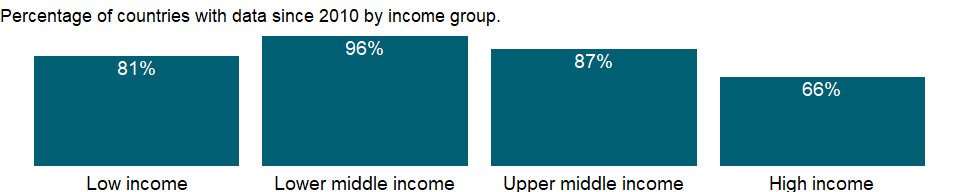 Percentage of countries with data since 2010 by income group.
81%
96%
87%
66%
Low income
Lower middle income
Upper middle income
High income